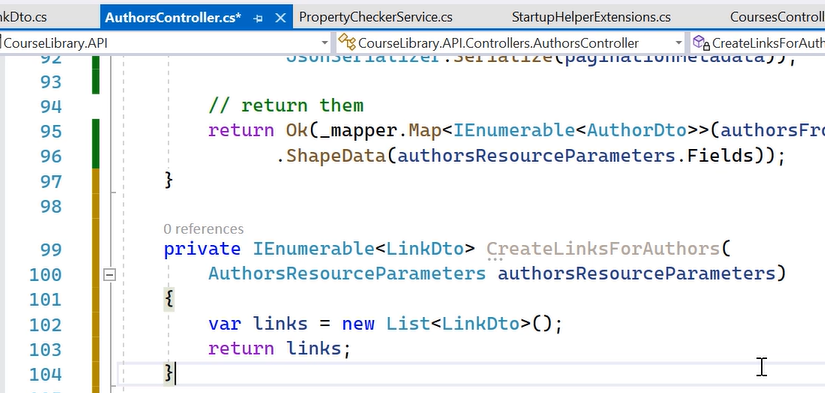 nkDto.cs AuthorsController.cs* PropertyCheckerService.cs StartupHelperExtensions.cs CoursesControll
CourseLibrary.API CourseLibrary.API.Controllers.AuthorsController CreateLinksForAuth
92 JsonSerializer.Serialize(paginationMetadata));
93
94 // return them
95 return Ok(_mapper.Map<IEnumerable<AuthorDto>>(authorsFro
96 .ShapeData(authorsResourceParameters.Fields));
97 }
98
0 references
99 private IEnumerable<LinkDto> CreateLinksForAuthors(
100 AuthorsResourceParameters authorsResourceParameters)
101 {
102 var links = new List<LinkDto>();
103 return links;
104 }